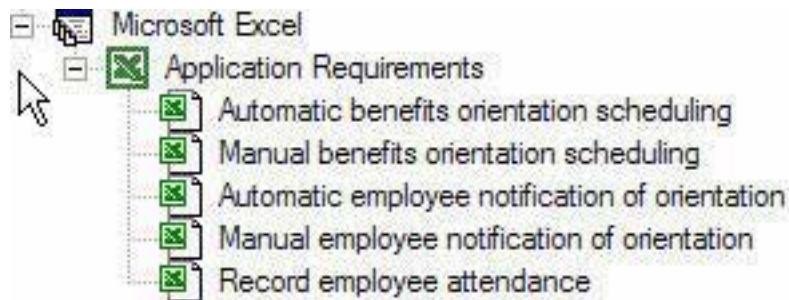 Microsoft Excel
Application Requirements
Automatic benefits orientation scheduling
Manual benefits orientation scheduling
Automatic employee notification of orientation
Manual employee notification of orientation
Record employee attendance